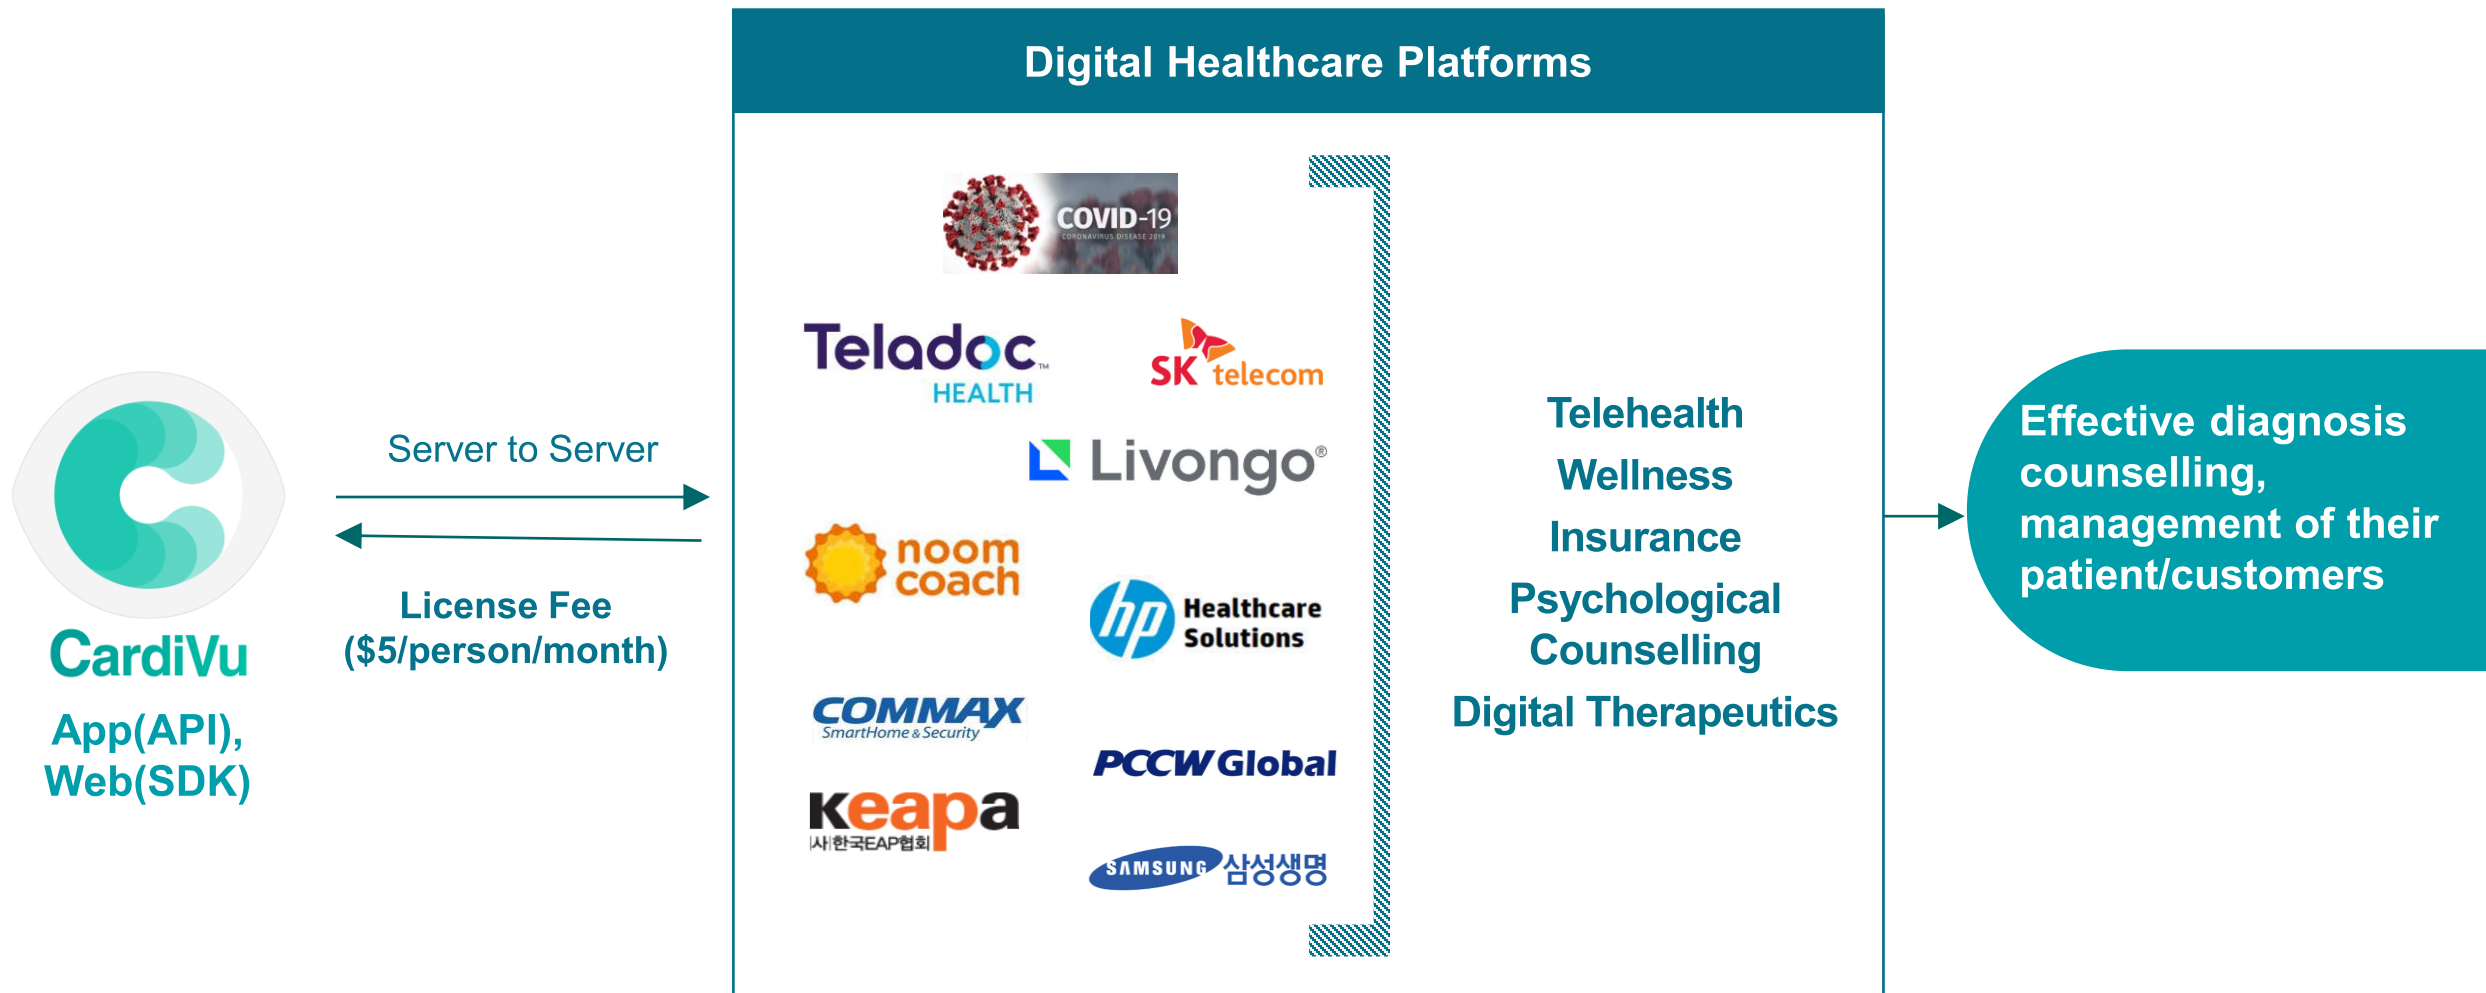 Digital Healthcare Platforms
COVID-19
CORONAVIRUS DISEASE 2019
Teladoc™
HEALTH
SK telecom
Livongo®
noom
coach
hp Healthcare
Solutions
COMMAX
SmartHome & Security
PCCW Global
Keapa
사)한국EAP협회
SAMSUNG 삼성생명
Server to Server
License Fee
($5/person/month)
CardiVu
App(API),
Web(SDK)
Telehealth
Wellness
Insurance
Psychological
Counselling
Digital Therapeutics
Effective diagnosis
counselling,
management of their
patient/customers